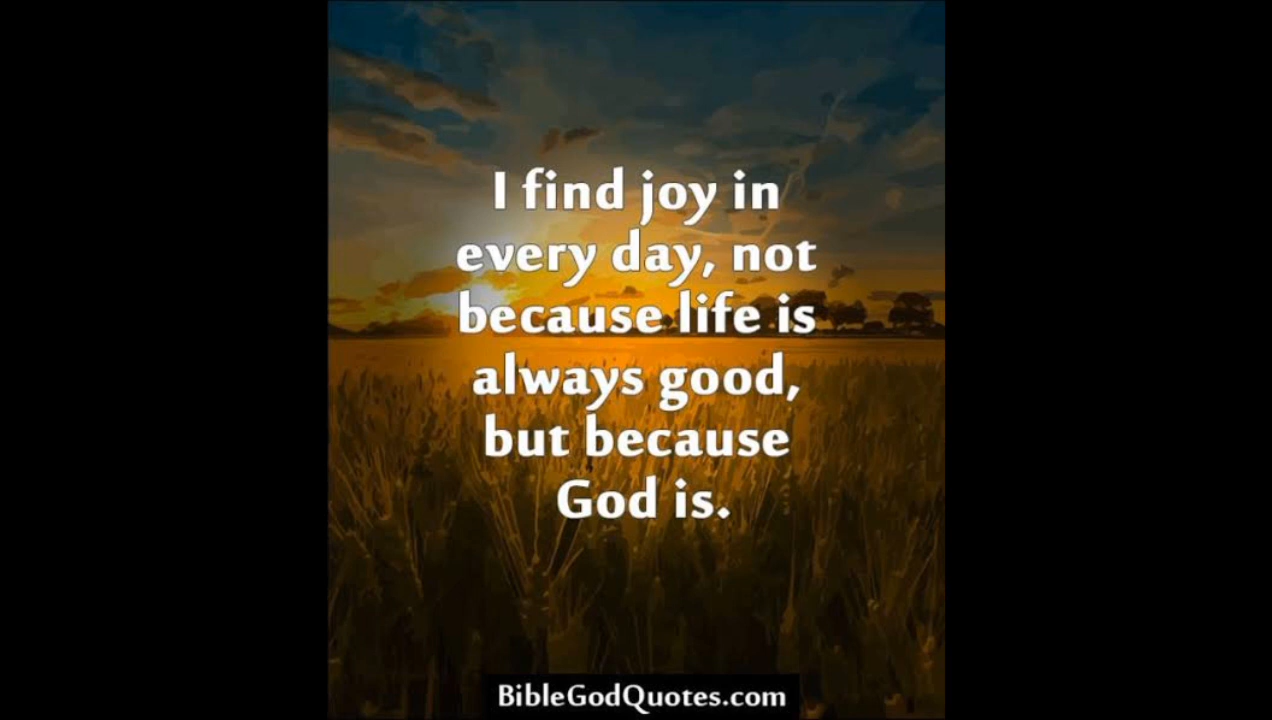 I find joy in
every day, not
because life is
always good,
but because
God is.
BibleGodQuotes.com